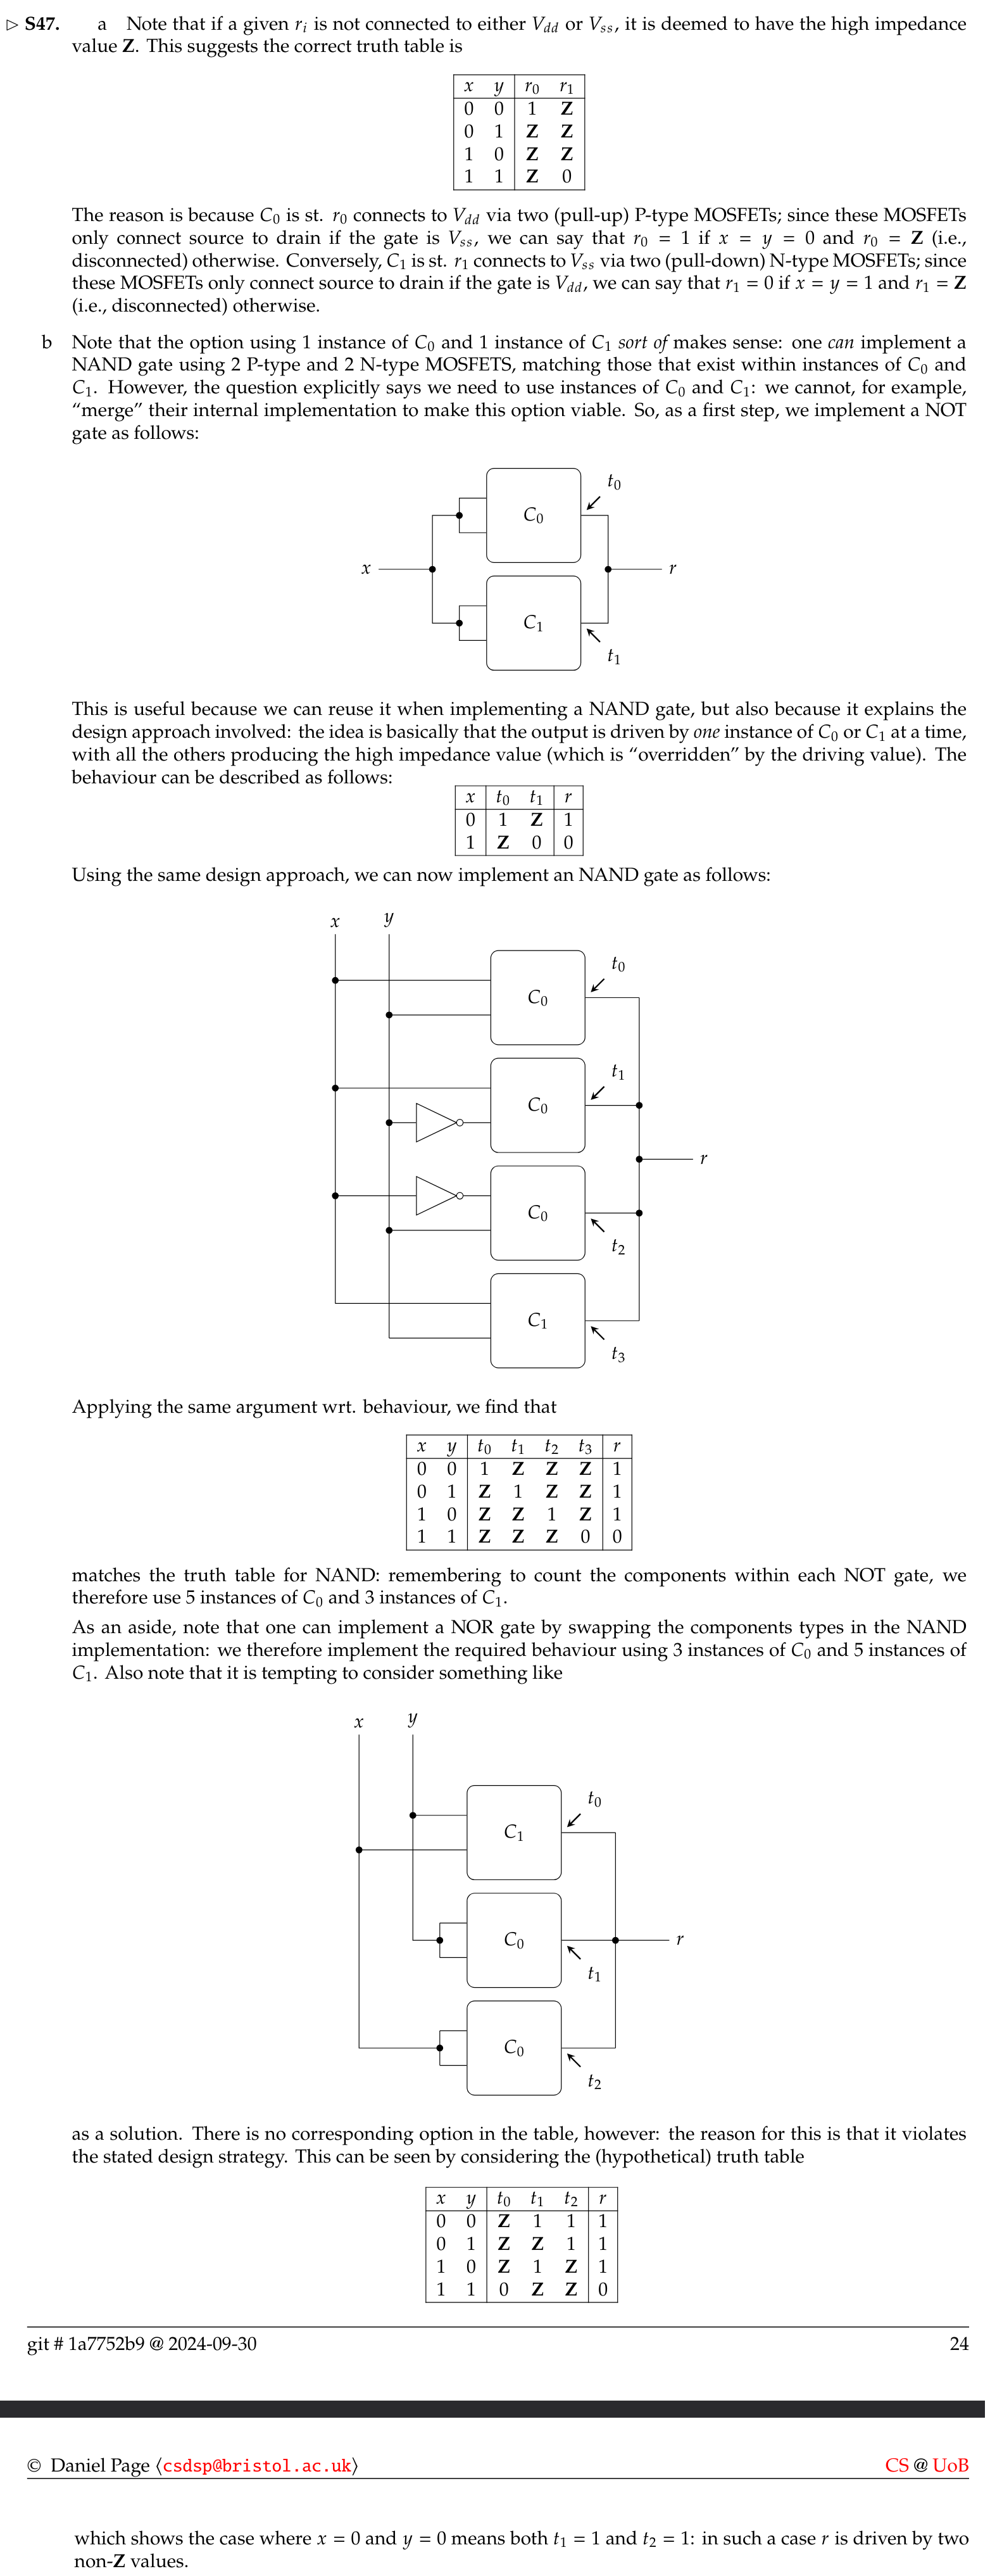 ▷ S47. a Note that if a given r_i is not connected to either V_dd or V_ss, it is deemed to have the high impedance
value Z. This suggests the correct truth table is
x y r_0 r_1
0 0 1 Z
0 1 Z Z
1 0 Z Z
1 1 Z 0
The reason is because C_0 is st. r_0 connects to V_dd via two (pull-up) P-type MOSFETs; since these MOSFETs
only connect source to drain if the gate is V_ss, we can say that r_0 = 1 if x = y = 0 and r_0 = Z (i.e.,
disconnected) otherwise. Conversely, C_1 is st. r_1 connects to V_ss via two (pull-down) N-type MOSFETs; since
these MOSFETs only connect source to drain if the gate is V_dd, we can say that r_1 = 0 if x = y = 1 and r_1 = Z
(i.e., disconnected) otherwise.
b Note that the option using 1 instance of C_0 and 1 instance of C_1 sort of makes sense: one can implement a
NAND gate using 2 P-type and 2 N-type MOSFETS, matching those that exist within instances of C_0 and
C_1. However, the question explicitly says we need to use instances of C_0 and C_1: we cannot, for example,
“merge” their internal implementation to make this option viable. So, as a first step, we implement a NOT
gate as follows:
t_0
C_0
x r
C_1
t_1
This is useful because we can reuse it when implementing a NAND gate, but also because it explains the
design approach involved: the idea is basically that the output is driven by one instance of C_0 or C_1 at a time,
with all the others producing the high impedance value (which is “overridden” by the driving value). The
behaviour can be described as follows:
x t_0 t_1 r
0 1 Z 1
1 Z 0 0
Using the same design approach, we can now implement an NAND gate as follows:
x y
t_0
C_0
t_1
C_0
r
C_0
t_2
C_1
t_3
Applying the same argument wrt. behaviour, we find that
x y t_0 t_1 t_2 t_3 r
0 0 1 Z Z Z 1
0 1 Z 1 Z Z 1
1 0 Z Z 1 Z 1
1 1 Z Z Z 0 0
matches the truth table for NAND: remembering to count the components within each NOT gate, we
therefore use 5 instances of C_0 and 3 instances of C_1.
As an aside, note that one can implement a NOR gate by swapping the components types in the NAND
implementation: we therefore implement the required behaviour using 3 instances of C_0 and 5 instances of
C_1. Also note that it is tempting to consider something like
x y
t_0
C_1
C_0 r
t_1
C_0
t_2
as a solution. There is no corresponding option in the table, however: the reason for this is that it violates
the stated design strategy. This can be seen by considering the (hypothetical) truth table
x y t_0 t_1 t_2 r
0 0 Z 1 1 1
0 1 Z Z 1 1
1 0 Z 1 Z 1
1 1 0 Z Z 0
git # 1a7752b9 @ 2024-09-30 24
© Daniel Page ⟨csdsp@bristol.ac.uk⟩ CS @ UoB
which shows the case where x = 0 and y = 0 means both t_1 = 1 and t_2 = 1: in such a case r is driven by two
non-Z values.